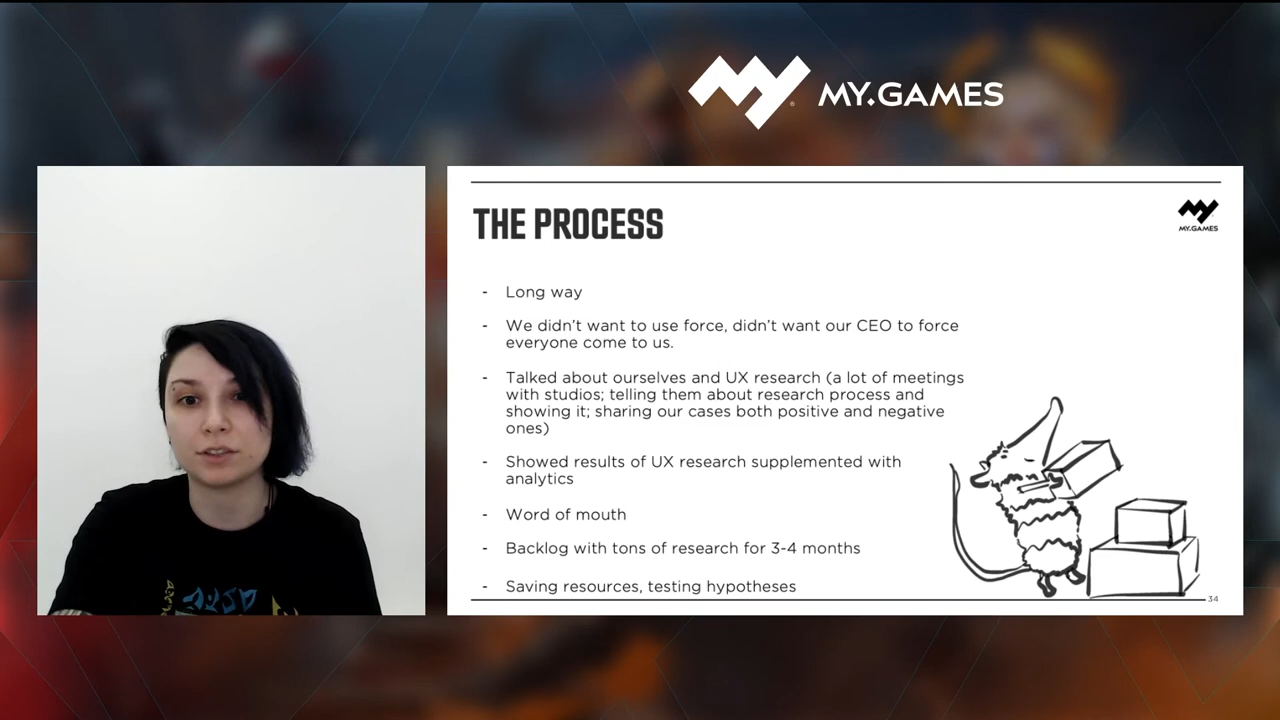 MY.GAMES
THE PROCESS
MY.GAMES
- Long way
- We didn't want to use force, didn't want our CEO to force
everyone come to us.
- Talked about ourselves and UX research (a lot of meetings
with studios; telling them about research process and
showing it; sharing our cases both positive and negative
ones)
- Showed results of UX research supplemented with
analytics
- Word of mouth
- Backlog with tons of research for 3-4 months
- Saving resources, testing hypotheses
34